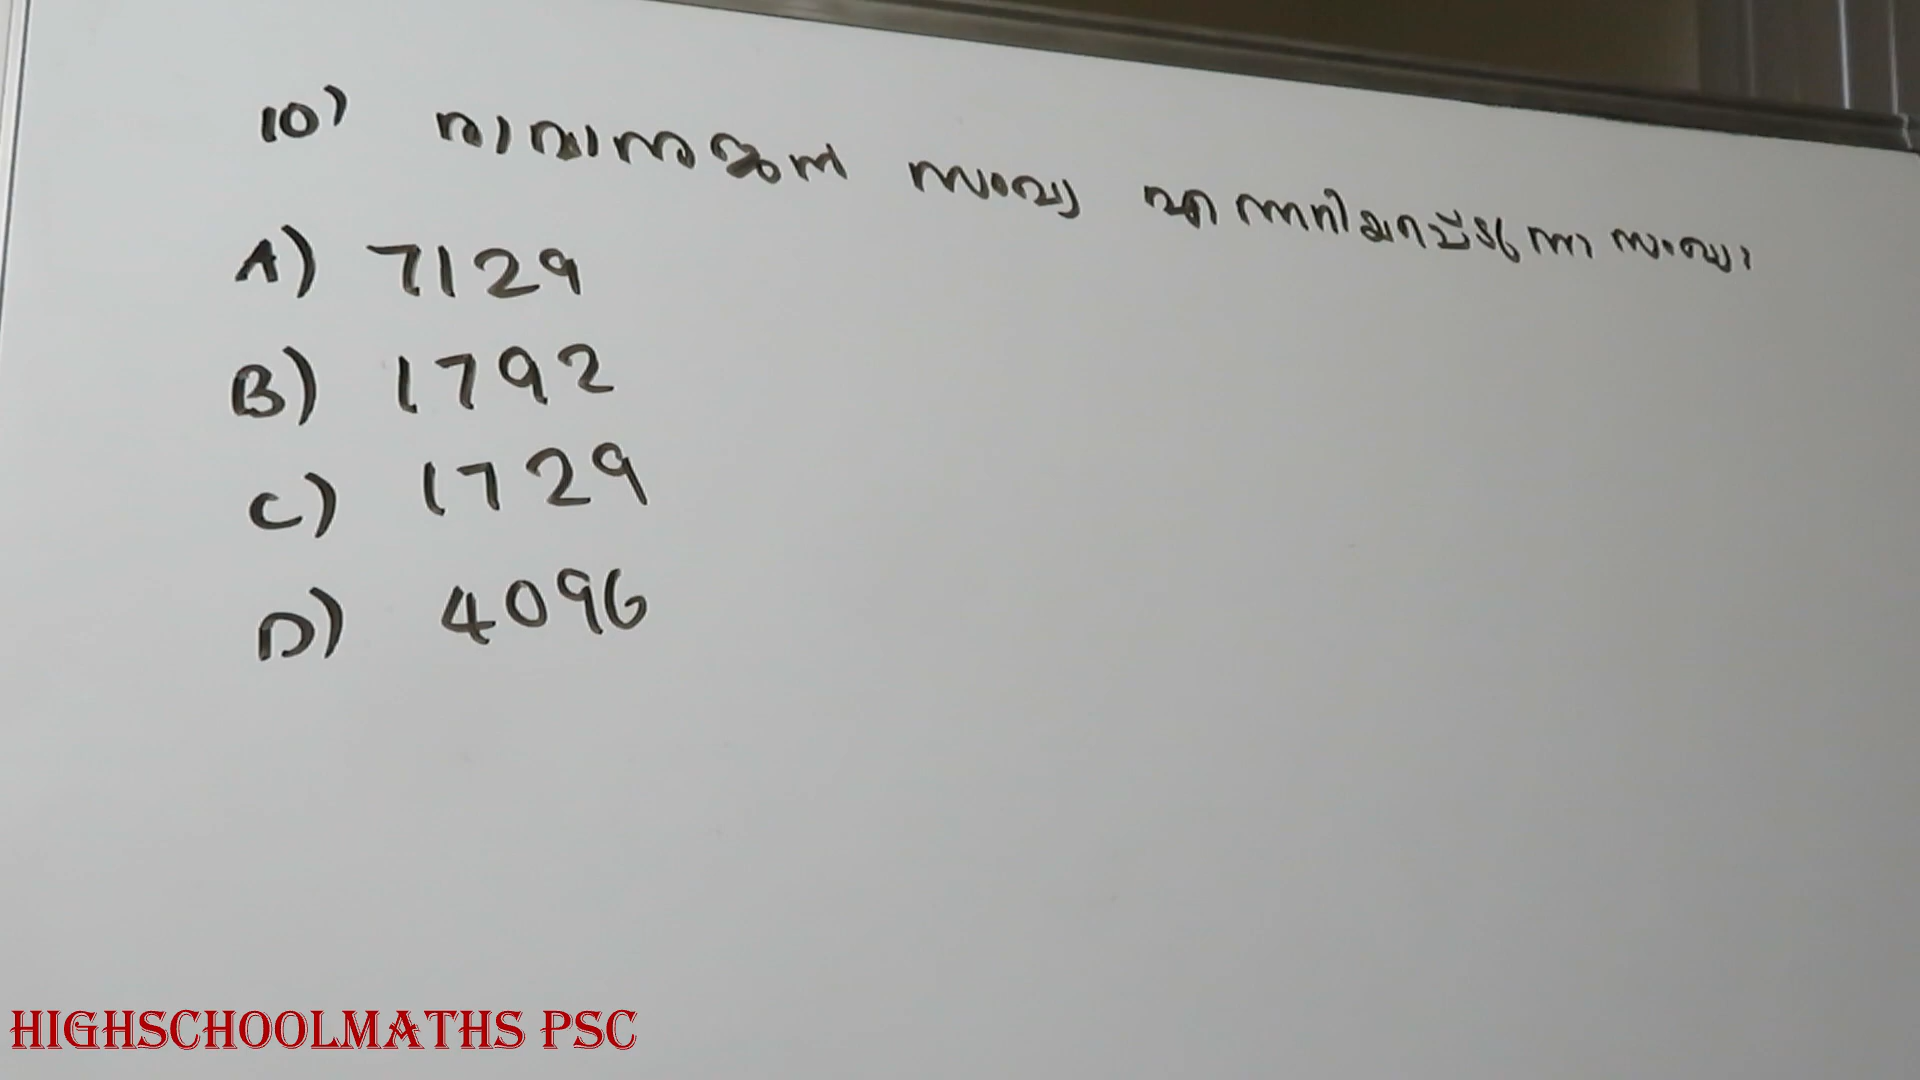 10) രാമാനുജൻ സംഖ്യ എന്നറിയപ്പെടുന്ന സംഖ്യ
A) 7129
B) 1792
C) 1729
D) 4096
HIGHSCHOOLMATHS PSC